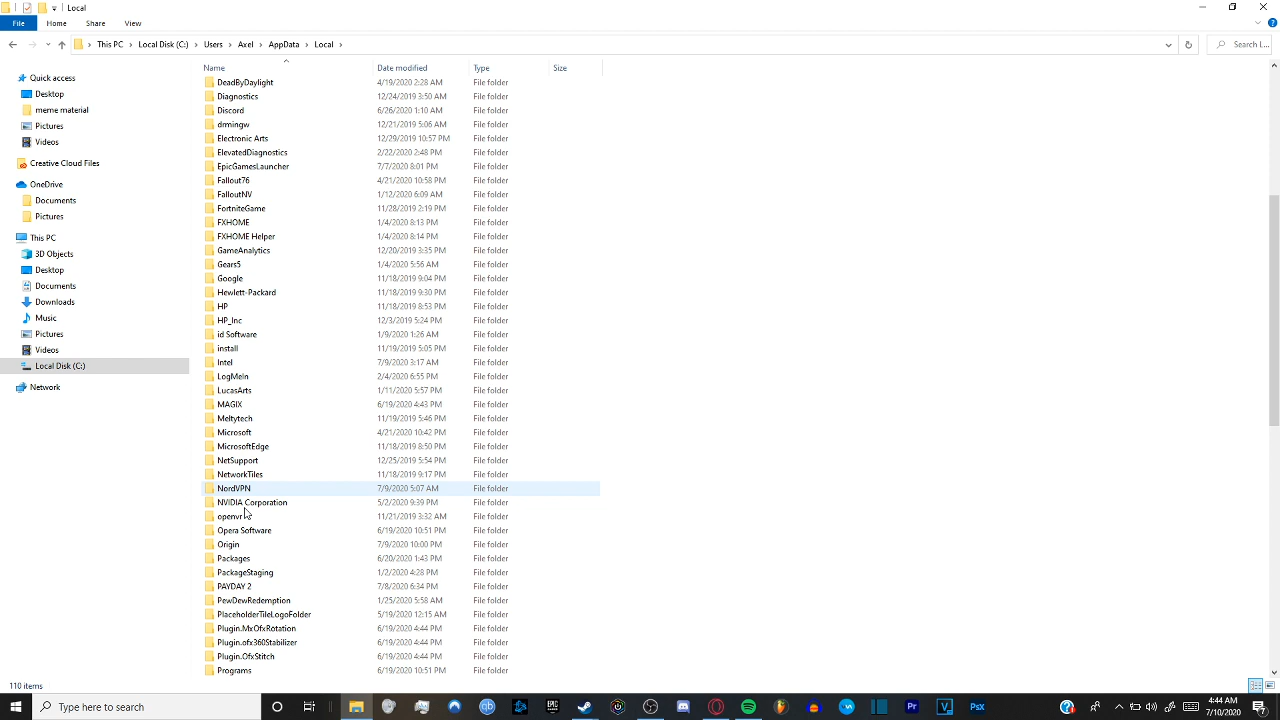 Local
File Home Share View
This PC Local Disk (C:) Users Axel AppData Local Search L...
Name Date modified Type Size
Quick access
Desktop
meme material
Pictures
Videos
Creative Cloud Files
OneDrive
Documents
Pictures
This PC
3D Objects
Desktop
Documents
Downloads
Music
Pictures
Videos
Local Disk (C:)
Network
DeadByDaylight 4/19/2020 2:28 AM File folder
Diagnostics 12/24/2019 3:50 AM File folder
Discord 6/26/2020 1:10 AM File folder
drmingw 12/21/2019 5:06 AM File folder
Electronic Arts 12/29/2019 10:57 PM File folder
ElevatedDiagnostics 2/22/2020 2:48 PM File folder
EpicGamesLauncher 7/7/2020 8:01 PM File folder
Fallout76 4/21/2020 10:58 PM File folder
FalloutNV 1/12/2020 6:09 AM File folder
FortniteGame 11/28/2019 2:19 PM File folder
FXHOME 1/4/2020 8:13 PM File folder
FXHOME Helper 1/4/2020 8:14 PM File folder
GameAnalytics 12/20/2019 3:35 PM File folder
Gears5 1/4/2020 5:56 AM File folder
Google 11/18/2019 9:04 PM File folder
Hewlett-Packard 11/18/2019 9:30 PM File folder
HP 11/18/2019 8:53 PM File folder
HP_Inc 12/3/2019 5:24 PM File folder
id Software 1/9/2020 1:26 AM File folder
install 11/19/2019 5:05 PM File folder
Intel 7/9/2020 3:17 AM File folder
LogMeIn 2/4/2020 6:55 PM File folder
LucasArts 1/11/2020 5:57 PM File folder
MAGIX 6/19/2020 4:43 PM File folder
Meltytech 11/19/2019 5:46 PM File folder
Microsoft 4/21/2020 10:42 PM File folder
MicrosoftEdge 11/18/2019 8:50 PM File folder
NetSupport 12/25/2019 5:54 PM File folder
NetworkTiles 11/18/2019 9:17 PM File folder
NordVPN 7/9/2020 5:07 AM File folder
NVIDIA Corporation 5/2/2020 9:39 PM File folder
openvr 11/21/2019 3:32 AM File folder
Opera Software 6/19/2020 10:51 PM File folder
Origin 7/9/2020 10:00 PM File folder
Packages 6/20/2020 1:43 PM File folder
PackageStaging 1/2/2020 4:28 PM File folder
PAYDAY 2 7/8/2020 6:34 PM File folder
PewDewRedemption 1/25/2020 5:58 AM File folder
PlaceholderTileLogoFolder 5/19/2020 12:15 AM File folder
Plugin.MxOfxRotation 6/19/2020 4:44 PM File folder
Plugin.ofx360Stabilizer 6/19/2020 4:44 PM File folder
Plugin.OfxStitch 6/19/2020 4:44 PM File folder
Programs 6/19/2020 10:51 PM File folder
110 items
Type here to search
EPIC
Pr
V
Psx
4:44 AM
7/10/2020